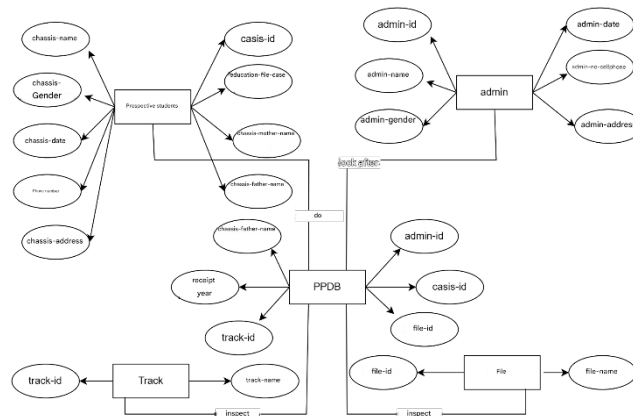 chassis-name
casis-id
education-file-case
chassis-
Gender
Prespective students
chassis-date
chassis-mother-name
Phone number
chassis-father-name
chassis-address
admin-id
admin-date
admin-name
admin-no-cellphone
admin
admin-gender
admin-address
look after
do
chassis-father-name
admin-id
receipt
year
PPDB
casis-id
track-id
file-id
track-id
Track
track-name
inspect
file-id
File
file-name
inspect